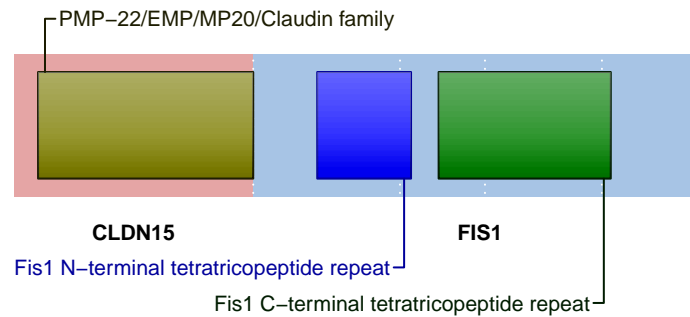 PMP−22/EMP/MP20/Claudin family
CLDN15 FIS1
Fis1 N−terminal tetratricopeptide repeat
Fis1 C−terminal tetratricopeptide repeat